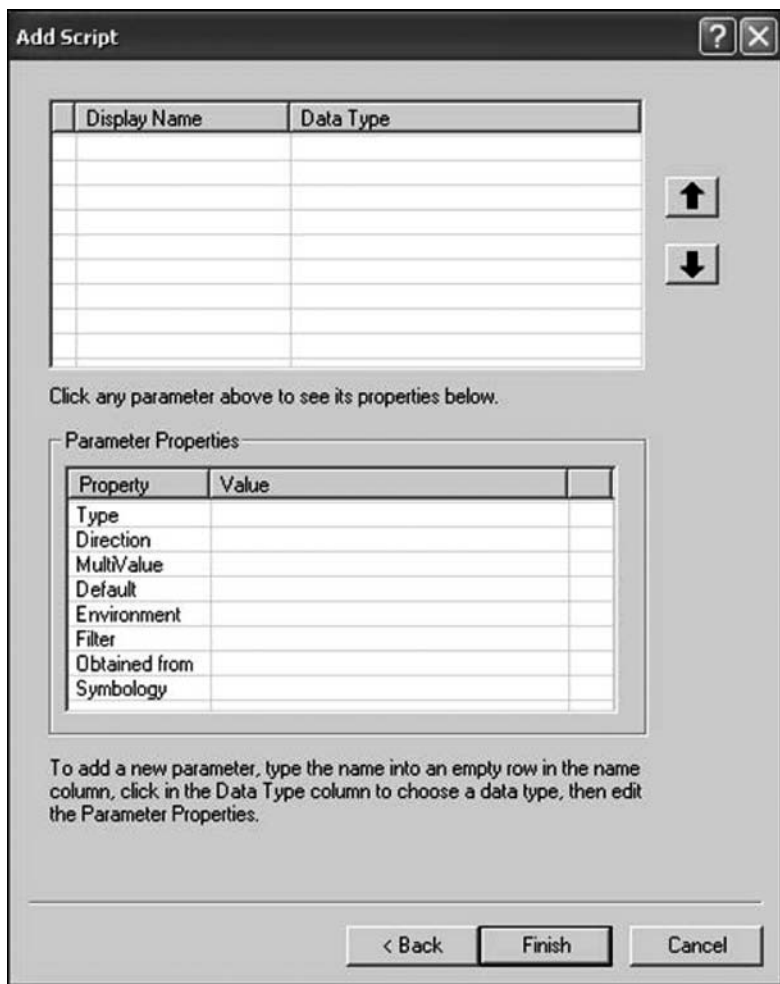 Add Script
?
Display Name Data Type
Click any parameter above to see its properties below.
Parameter Properties
Property Value
Type
Direction
MultiValue
Default
Environment
Filter
Obtained from
Symbology
To add a new parameter, type the name into an empty row in the name
column, click in the Data Type column to choose a data type, then edit
the Parameter Properties.
< Back Finish Cancel